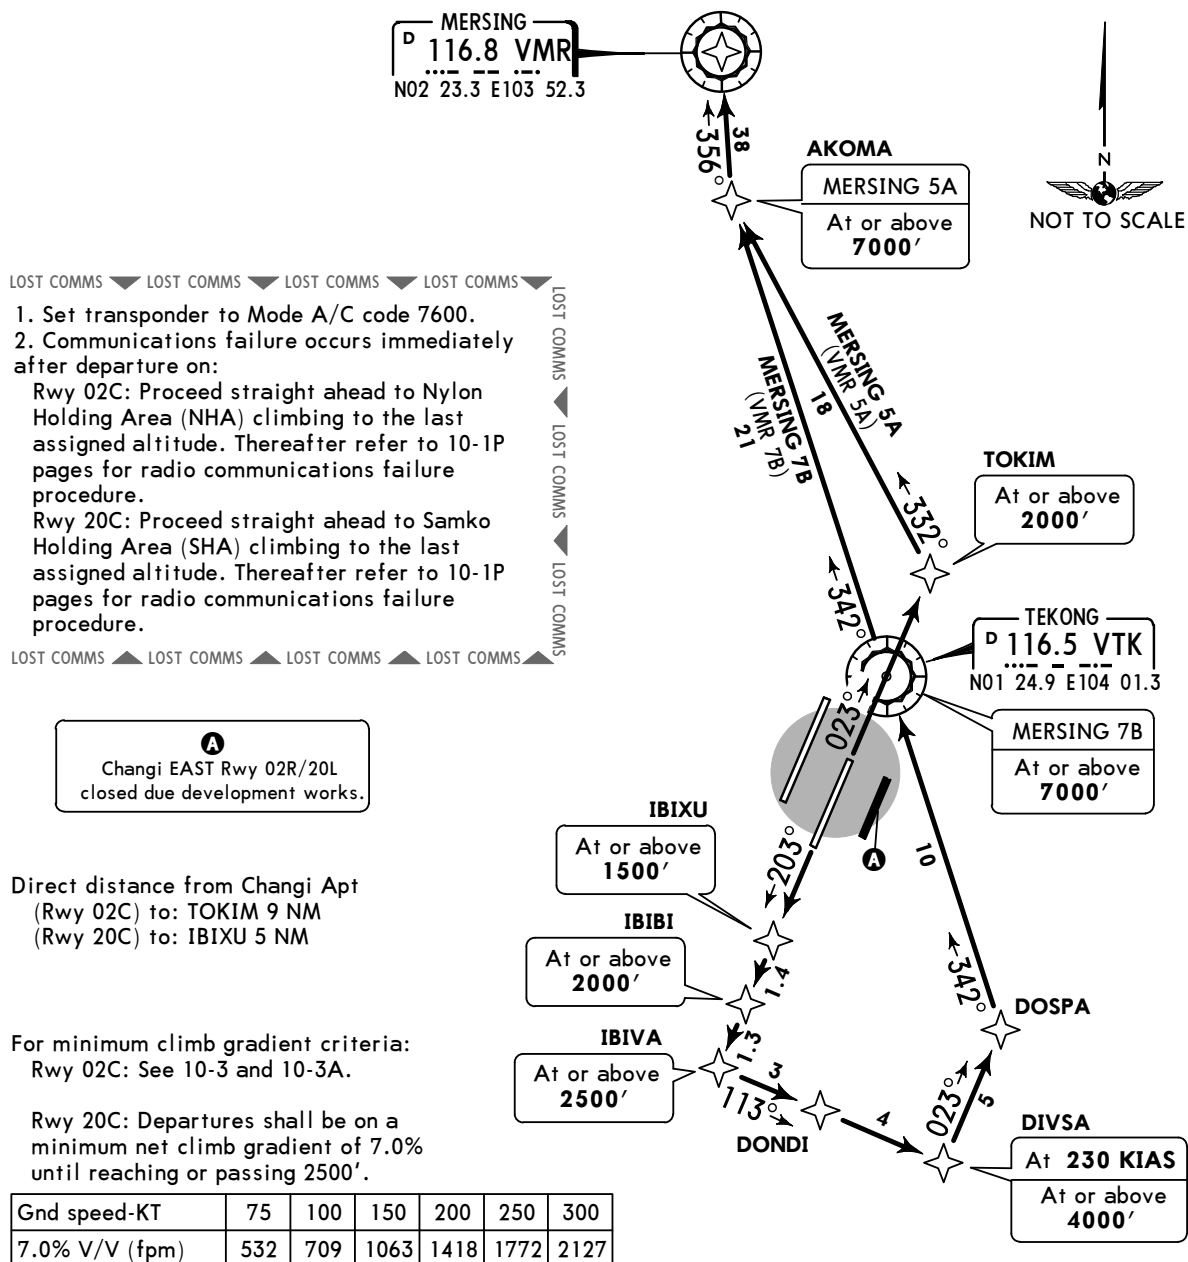 MERSING
D 116.8 VMR
N02 23.3 E103 52.3
356°
38
AKOMA
MERSING 5A
At or above
7000'
N
NOT TO SCALE
LOST COMMS LOST COMMS LOST COMMS LOST COMMS
LOST COMMS LOST COMMS LOST COMMS
1. Set transponder to Mode A/C code 7600.
2. Communications failure occurs immediately
after departure on:
Rwy 02C: Proceed straight ahead to Nylon
Holding Area (NHA) climbing to the last
assigned altitude. Thereafter refer to 10-1P
pages for radio communications failure
procedure.
Rwy 20C: Proceed straight ahead to Samko
Holding Area (SHA) climbing to the last
assigned altitude. Thereafter refer to 10-1P
pages for radio communications failure
procedure.
LOST COMMS LOST COMMS LOST COMMS LOST COMMS
MERSING 5A
(VMR 5A)
18
MERSING 7B
(VMR 7B)
21
TOKIM
At or above
2000'
332°
342°
TEKONG
D 116.5 VTK
N01 24.9 E104 01.3
MERSING 7B
At or above
7000'
023°
A
Changi EAST Rwy 02R/20L
closed due development works.
A
10
IBIXU
At or above
1500'
203°
Direct distance from Changi Apt
(Rwy 02C) to: TOKIM 9 NM
(Rwy 20C) to: IBIXU 5 NM
IBIBI
At or above
2000'
1.4
342°
DOSPA
IBIVA
At or above
2500'
1.3
3
113°
DONDI
4
023°
5
DIVSA
At 230 KIAS
At or above
4000'
For minimum climb gradient criteria:
Rwy 02C: See 10-3 and 10-3A.
Rwy 20C: Departures shall be on a
minimum net climb gradient of 7.0%
until reaching or passing 2500'.
Gnd speed-KT 75 100 150 200 250 300
7.0% V/V (fpm) 532 709 1063 1418 1772 2127